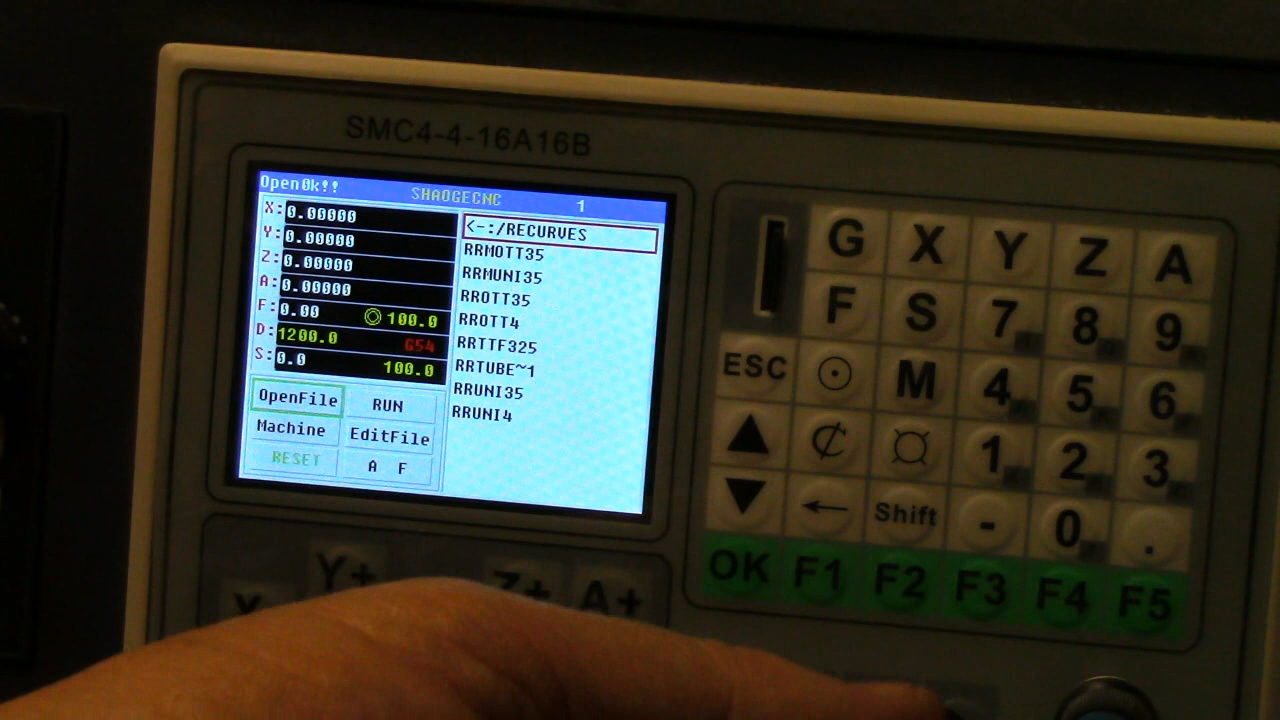 SMC4-4-16A16B
Open0k!! SHAOGECNC 1
X:0.00000
Y:0.00000
Z:0.00000
A:0.00000
F:0.00 100.0
D:1200.0 G54
S:0.0 100.0
OpenFile RUN
Machine EditFile
RESET A F
<-:/RECURVES
RRMOTT35
RRMUNI35
RROTT35
RROTT4
RRTTF325
RRTUBE~1
RRUNI35
RRUNI4
G X Y Z A
F S 7 8 9
ESC M 4 5 6
1 2 3
Shift - 0 .
OK F1 F2 F3 F4 F5
Y+ Z+ A+